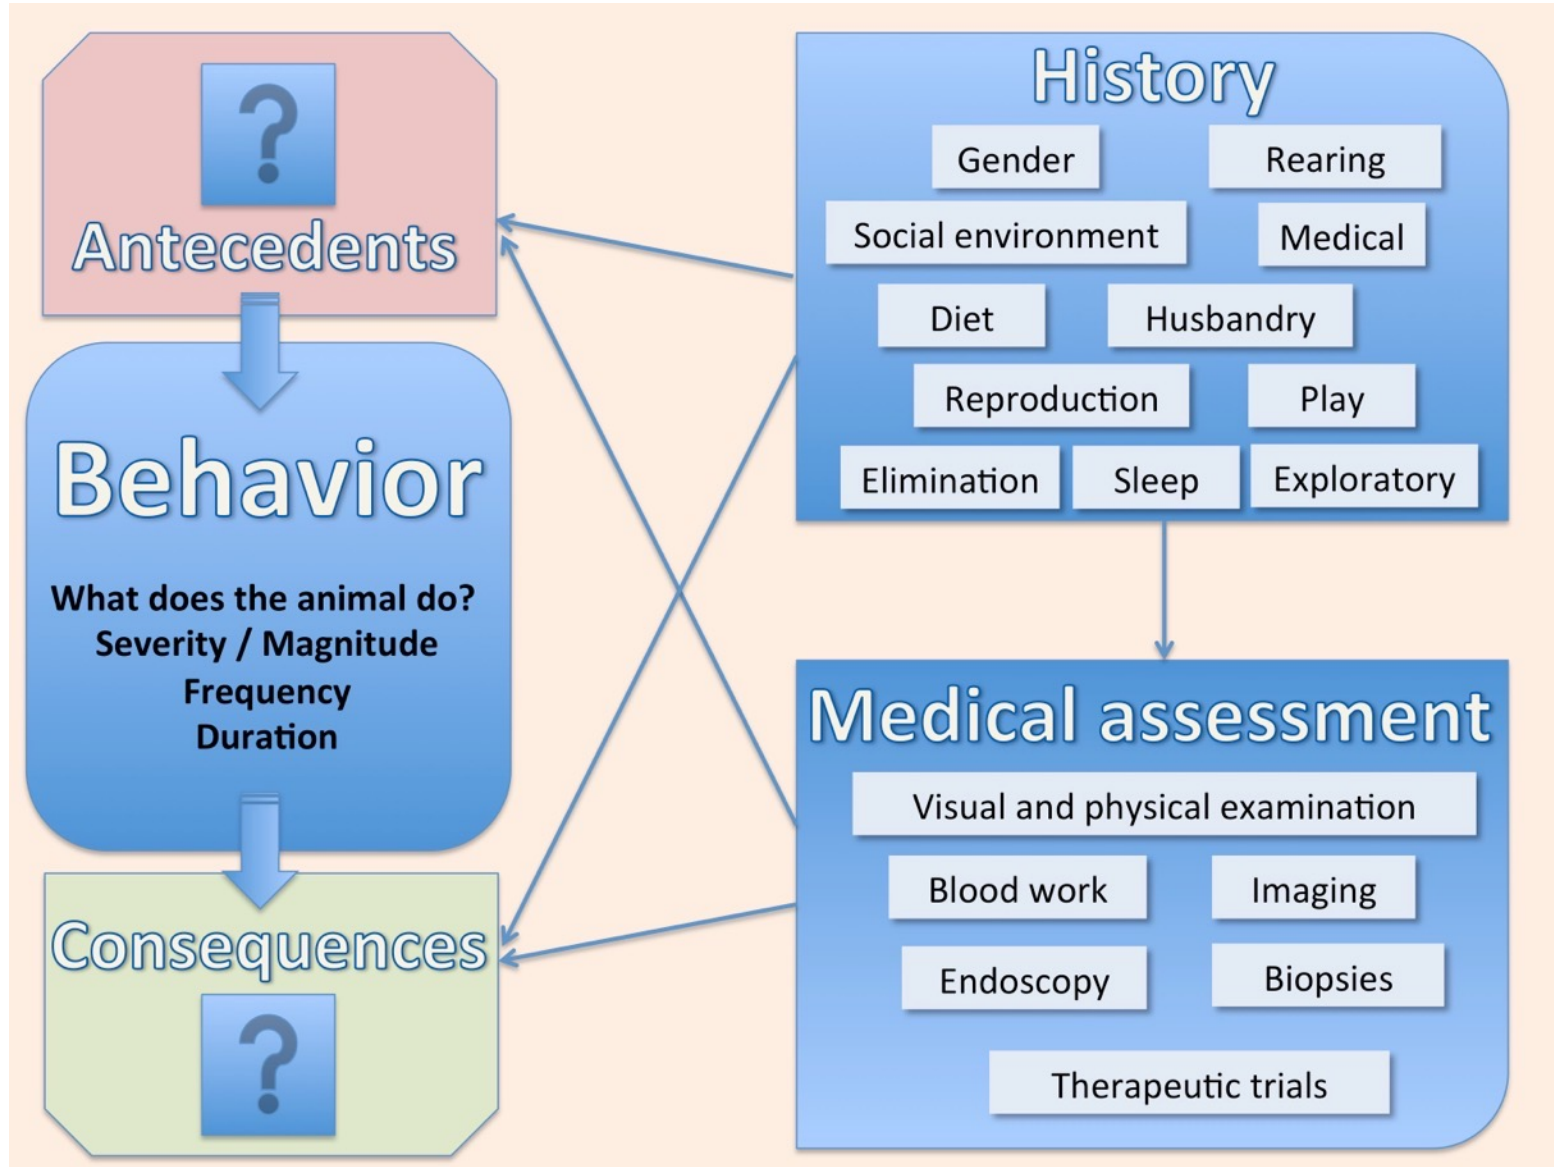 ?
Antecedents
Behavior
What does the animal do?
Severity / Magnitude
Frequency
Duration
Consequences
?
History
Gender
Rearing
Social environment
Medical
Diet
Husbandry
Reproduction
Play
Elimination
Sleep
Exploratory
Medical assessment
Visual and physical examination
Blood work
Imaging
Endoscopy
Biopsies
Therapeutic trials